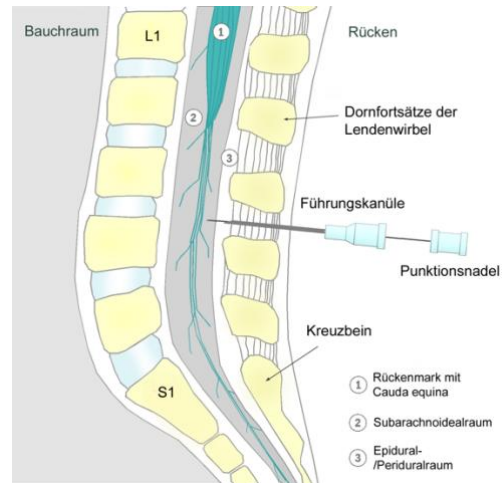 Bauchraum
L1
1
Rücken
2
Dornfortsätze der
Lendenwirbel
3
Führungskanüle
Punktionsnadel
Kreuzbein
S1
1 Rückenmark mit
Cauda equina
2 Subarachnoidealraum
3 Epidural-
/Periduralraum